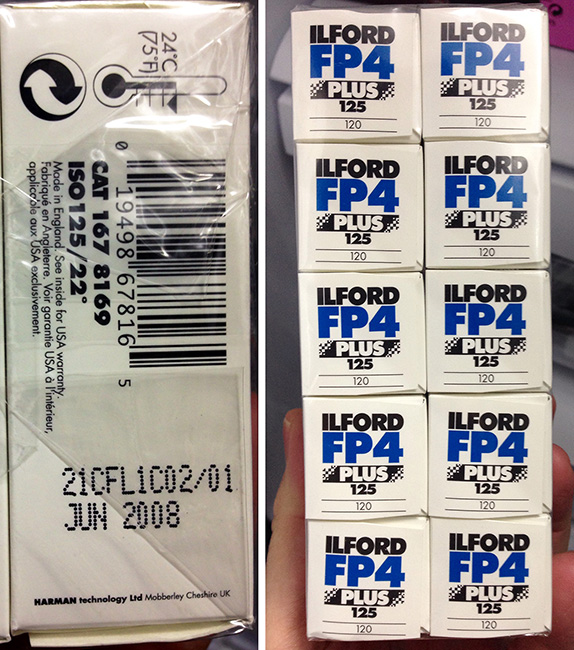 24°C
(75°F)
0 19498 67816 5
CAT 167 8169
ISO125/22°
Made in England. See inside for USA warranty.
Fabriqué en Angleterre. Voir garantie USA à l'intérieur,
applicable aux USA exclusivement.
21CFL1C02/01
JUN 2008
HARMAN technology Ltd Mobberley Cheshire UK
ILFORD
FP4
PLUS
125
120
ILFORD
FP4
PLUS
125
120
ILFORD
FP4
PLUS
125
120
ILFORD
FP4
PLUS
125
120
ILFORD
FP4
PLUS
125
120
ILFORD
FP4
PLUS
125
120
ILFORD
FP4
PLUS
125
120
ILFORD
FP4
PLUS
125
120
ILFORD
FP4
PLUS
125
120
ILFORD
FP4
PLUS
125
120